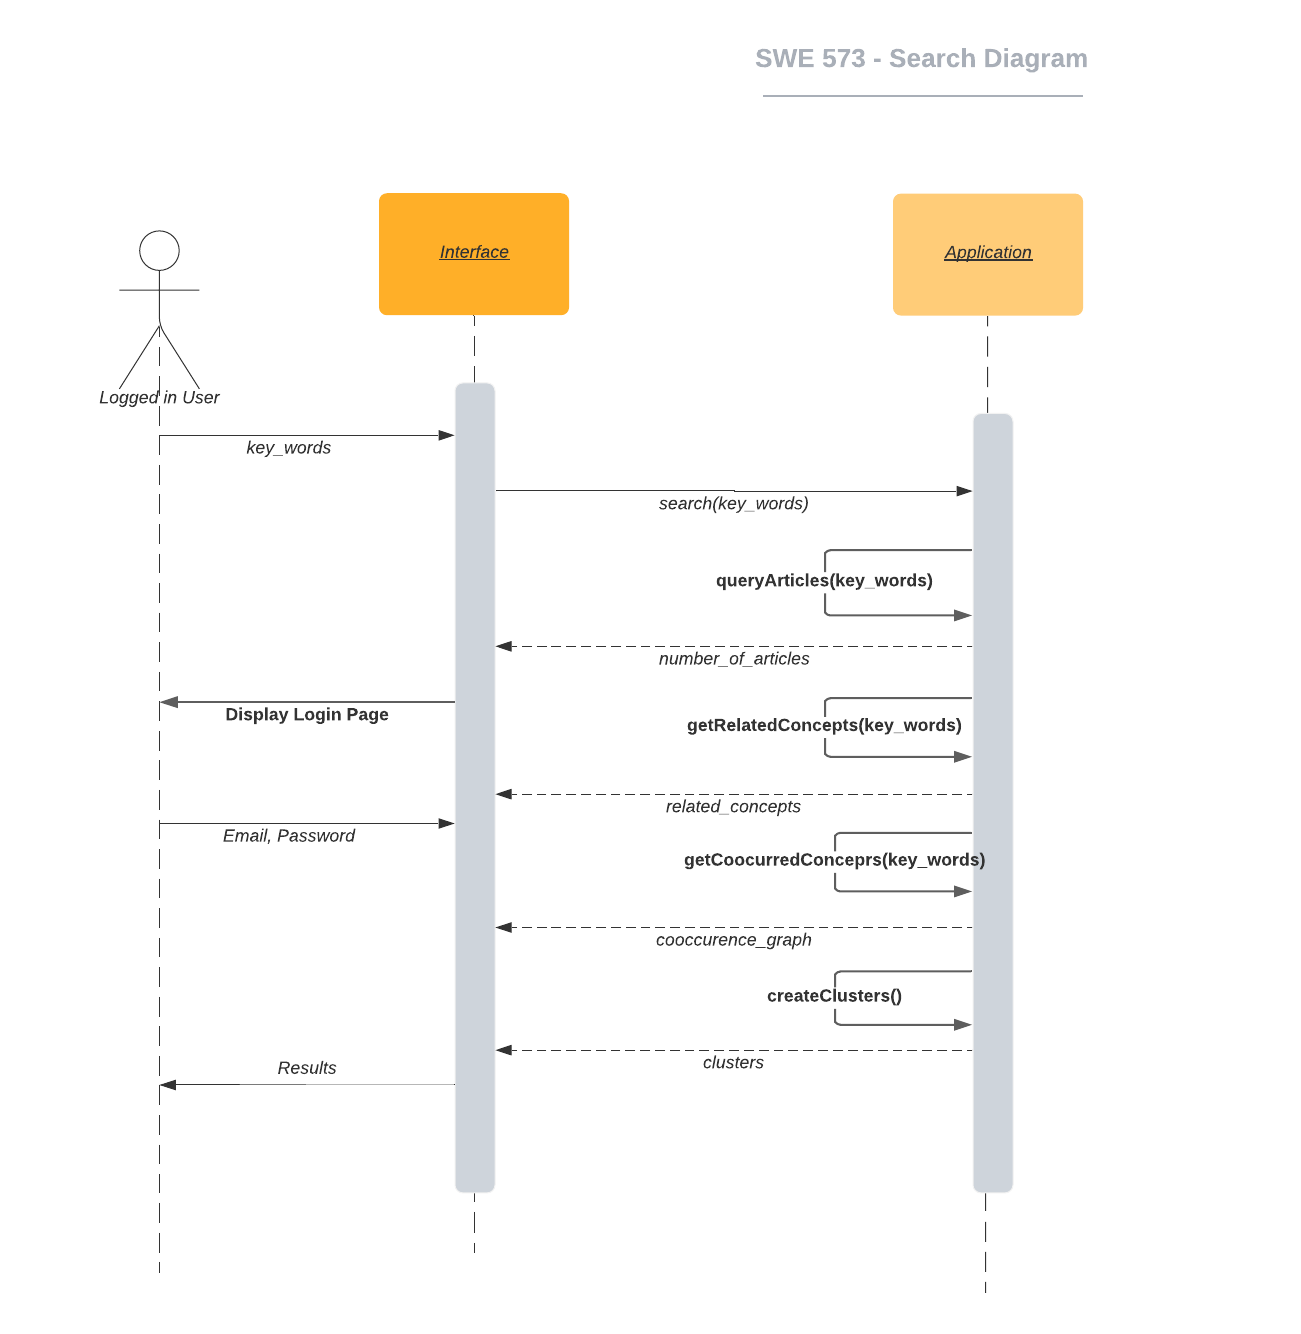 SWE 573 - Search Diagram
Interface
Application
Logged in User
key_words
search(key_words)
queryArticles(key_words)
number_of_articles
Display Login Page
getRelatedConcepts(key_words)
related_concepts
Email, Password
getCoocurredConceprs(key_words)
cooccurence_graph
createClusters()
clusters
Results